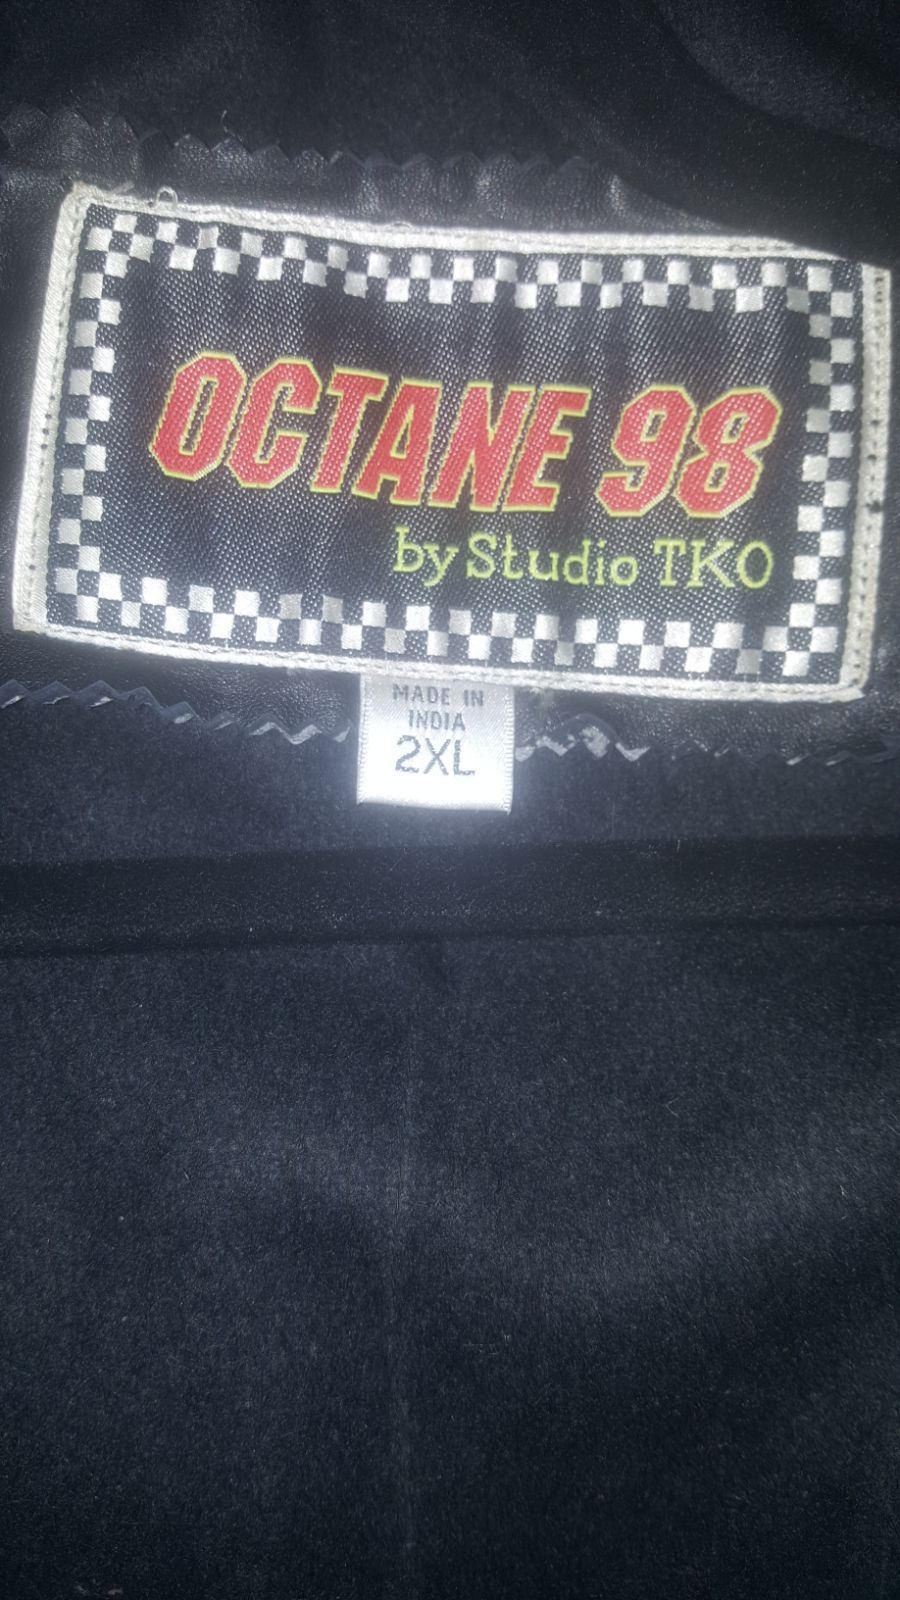 OCTANE 98
by Studio TKO
MADE IN
INDIA
2XL